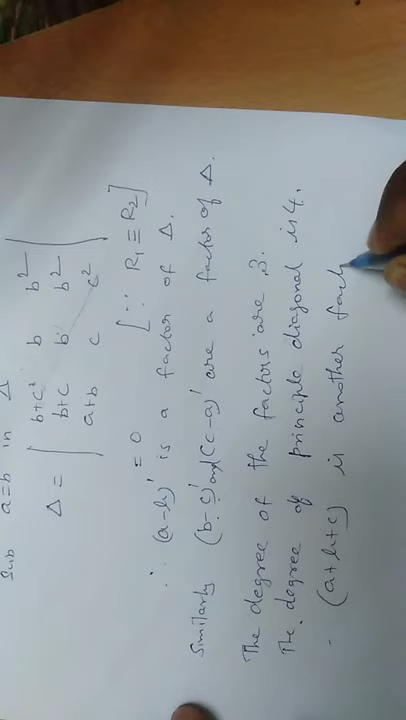 Sub a=b in Δ
Δ = | b+c b b² |
| b+c b b² |
| a+b c c² |
= 0 [∵ R₁ ≡ R₂]
∴ (a-b)' is a factor of Δ.
Similarly (b-c)' and (c-a)' are a factor of Δ.
The degree of the factors are 3.
The degree of principle diagonal is 4.
∴ (a+b+c) is another fact